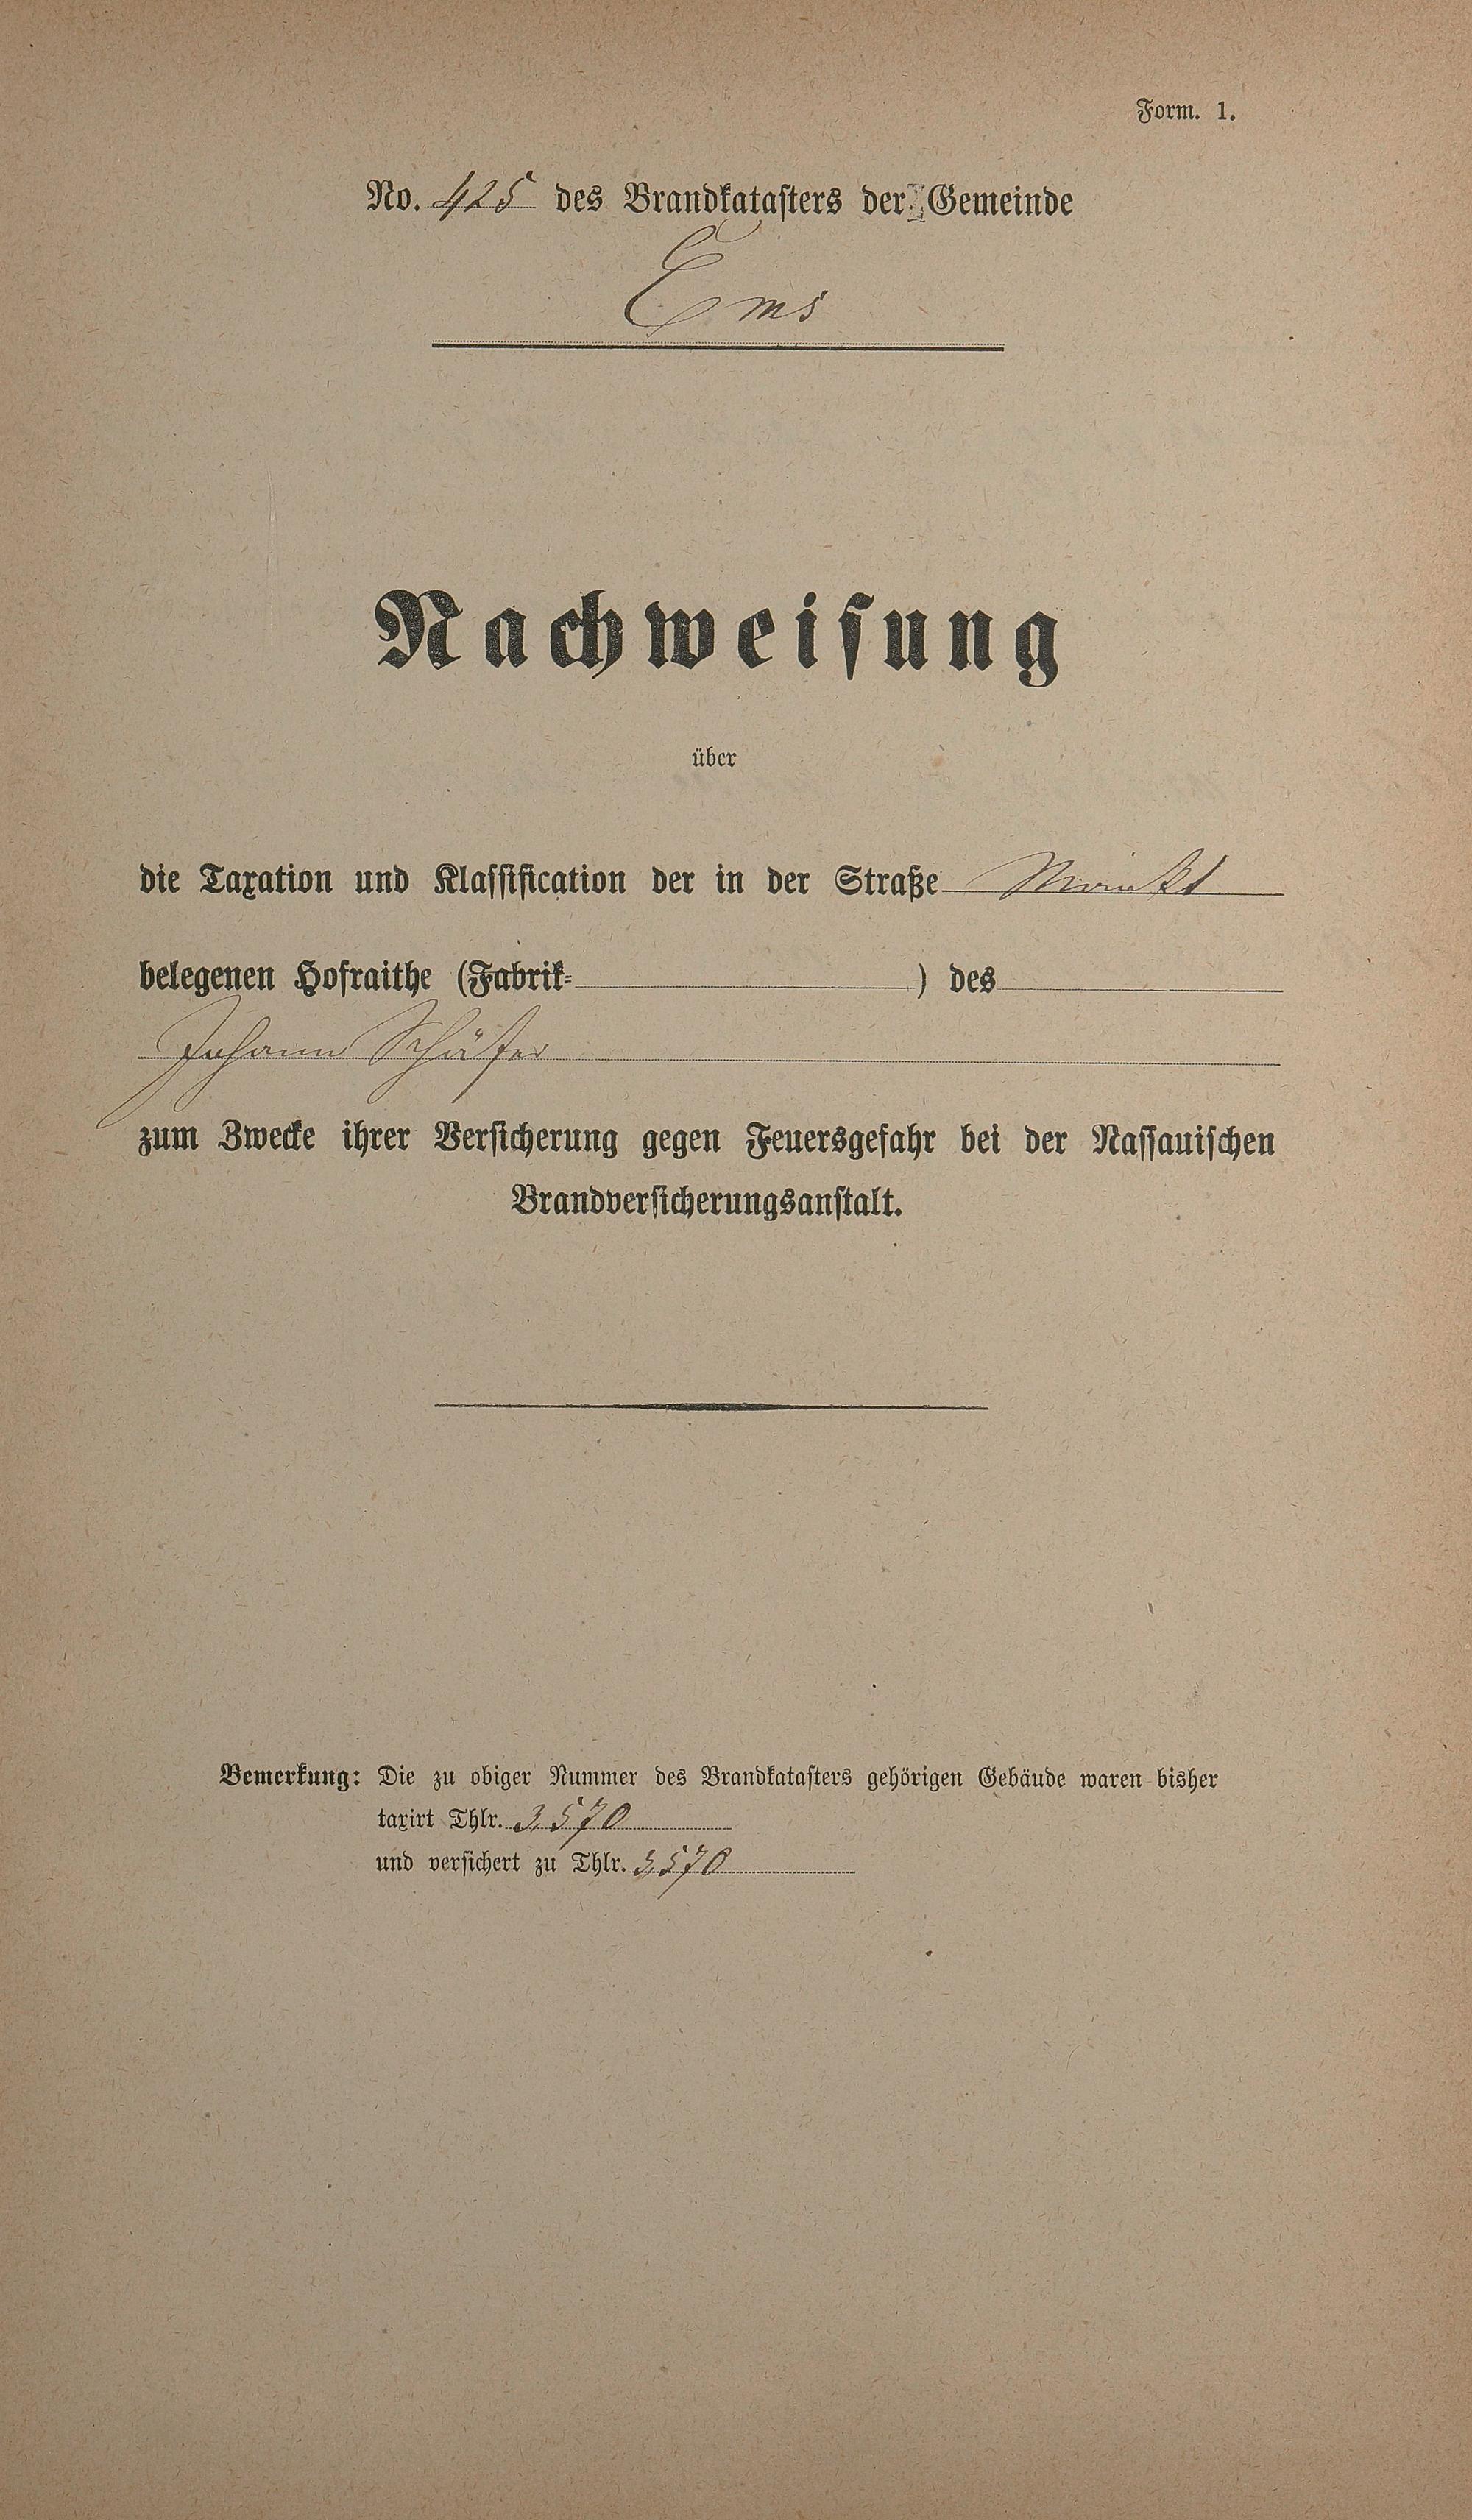 Form. 1.
No. 425 des Brandkatasters der Gemeinde
Ems
Nachweisung
über
die Taxation und Klassification der in der Straße Markt
belegenen Hofraithe (Fabrik- ) des
Johann Schäfer
zum Zwecke ihrer Versicherung gegen Feuersgefahr bei der Nassauischen
Brandversicherungsanstalt.
Bemerkung: Die zu obiger Nummer des Brandkatasters gehörigen Gebäude waren bisher
taxirt Thlr. 3570
und versichert zu Thlr. 3570